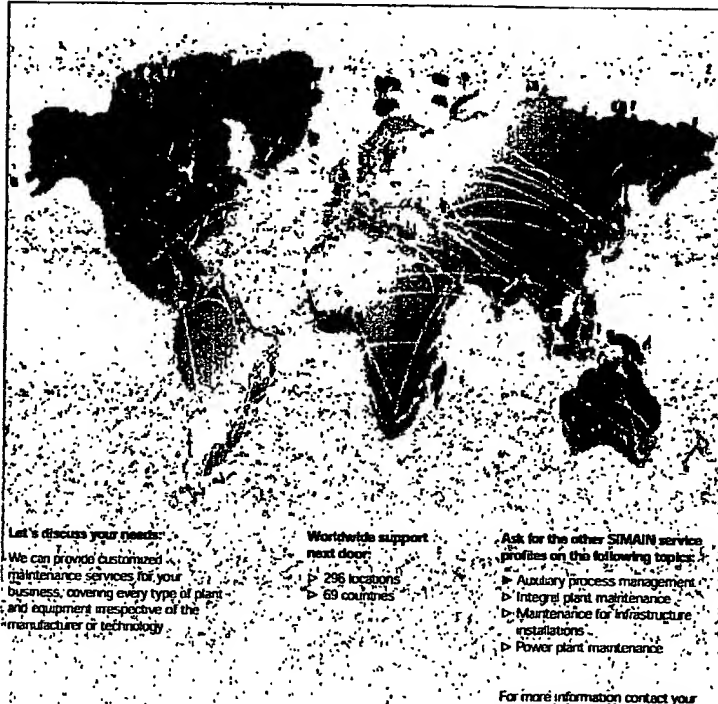 Let's discuss your needs:
We can provide customized
maintenance services for your
business, covering every type of plant
and equipment irrespective of the
manufacturer or technology
Worldwide support
next door:
▷ 296 locations
▷ 69 countries
Ask for the other SIMAIN service
profiles on the following topics:
▶ Auxiliary process management
▷ Integral plant maintenance
▷ Maintenance for infrastructure
installations
▷ Power plant maintenance
For more information contact your